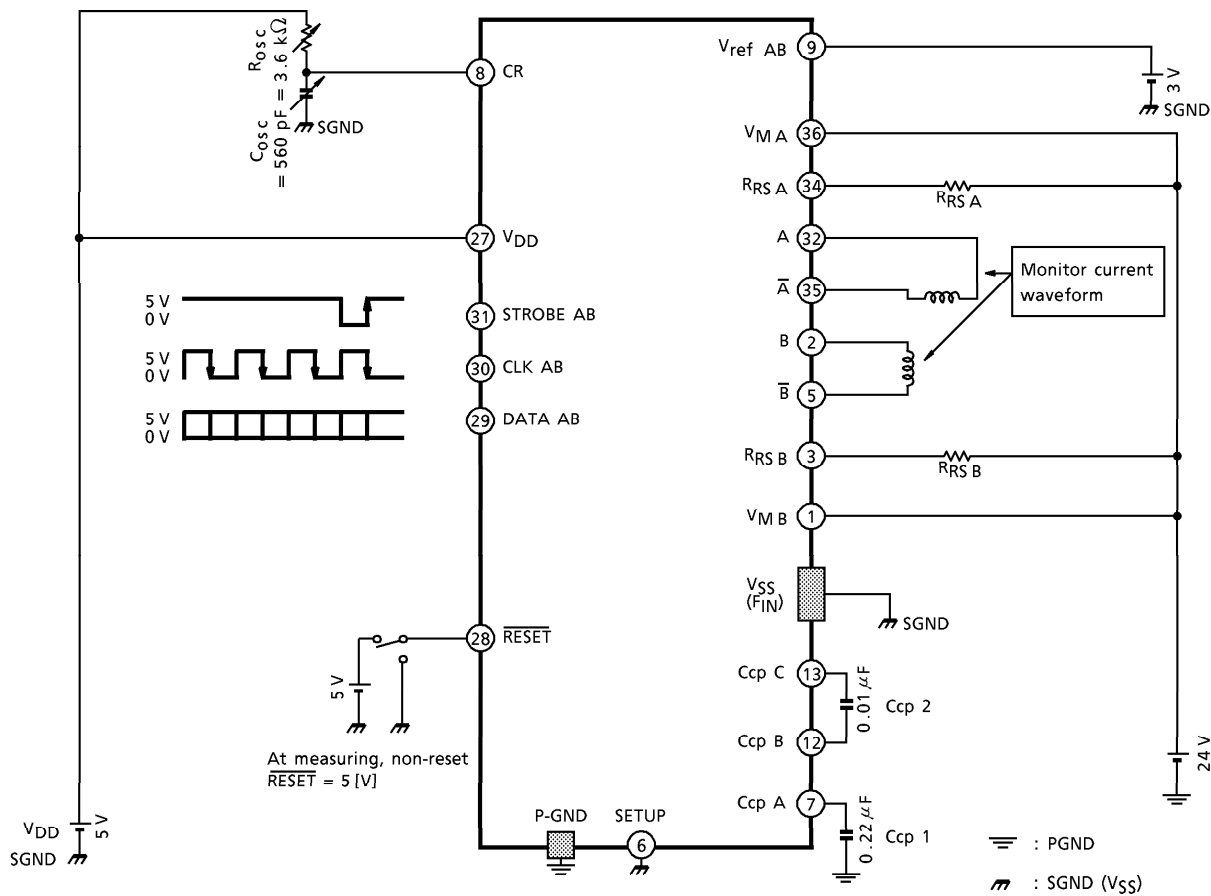 Rosc
= 3.6 kΩ
Cosc
= 560 pF
SGND
8
CR
27
VDD
5 V
0 V
31
STROBE AB
5 V
0 V
30
CLK AB
5 V
0 V
29
DATA AB
28
RESET
5 V
At measuring, non-reset
RESET = 5 [V]
VDD
5 V
SGND
P-GND
SETUP
6
Vref AB
9
3 V
SGND
VM A
36
RRS A
34
RRS A
A
32
A
35
Monitor current
waveform
B
2
B
5
RRS B
3
RRS B
VM B
1
VSS
(FIN)
SGND
Ccp C
13
0.01 μF
Ccp 2
Ccp B
12
24 V
Ccp A
7
0.22 μF
Ccp 1
: PGND
: SGND (VSS)